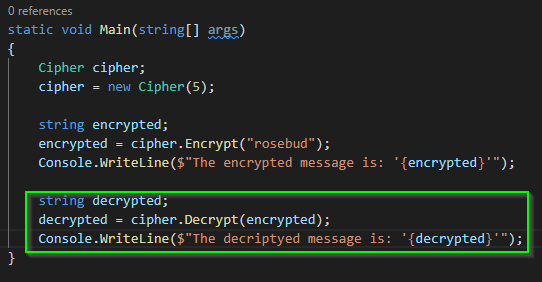 0 references
static void Main(string[] args)
{
Cipher cipher;
cipher = new Cipher(5);
string encrypted;
encrypted = cipher.Encrypt("rosebud");
Console.WriteLine($"The encrypted message is: '{encrypted}'");
string decrypted;
decrypted = cipher.Decrypt(encrypted);
Console.WriteLine($"The decriptyed message is: '{decrypted}'");
}